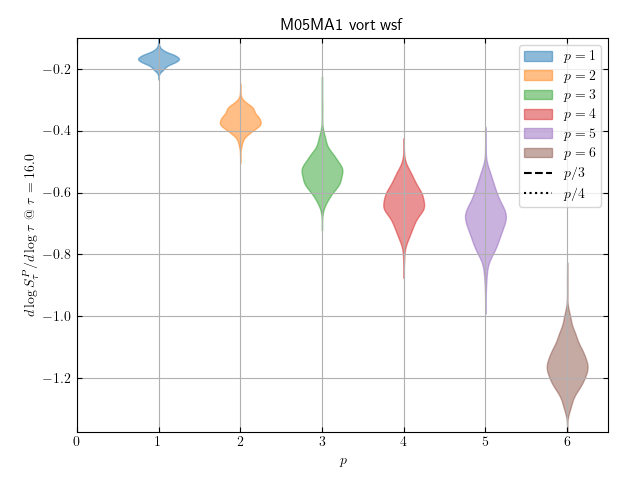 M05MA1 vort wsf
d log S_τ^P / d log τ @ τ = 16.0
−0.2
−0.4
−0.6
−0.8
−1.0
−1.2
0 1 2 3 4 5 6
p
p = 1
p = 2
p = 3
p = 4
p = 5
p = 6
p/3
p/4